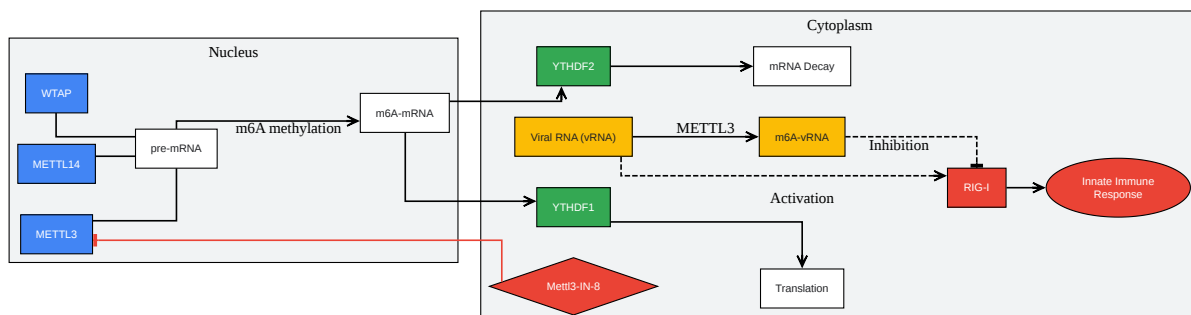 Nucleus
WTAP
METTL14
METTL3
pre-mRNA
m6A methylation
m6A-mRNA
Cytoplasm
YTHDF2
mRNA Decay
Viral RNA (vRNA)
METTL3
m6A-vRNA
Inhibition
RIG-I
Innate Immune
Response
YTHDF1
Activation
Mettl3-IN-8
Translation